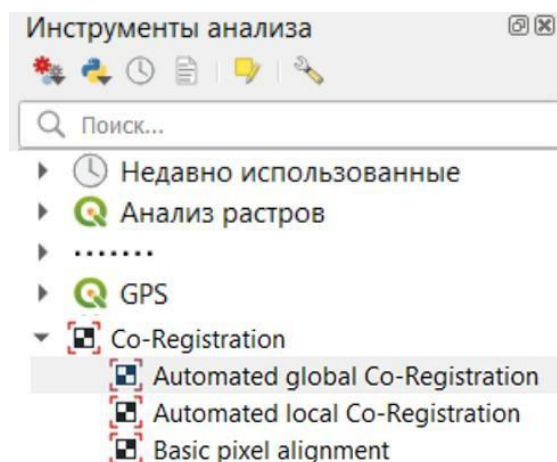 Инструменты анализа
Поиск...
Недавно использованные
Анализ растров
.......
GPS
Co-Registration
Automated global Co-Registration
Automated local Co-Registration
Basic pixel alignment